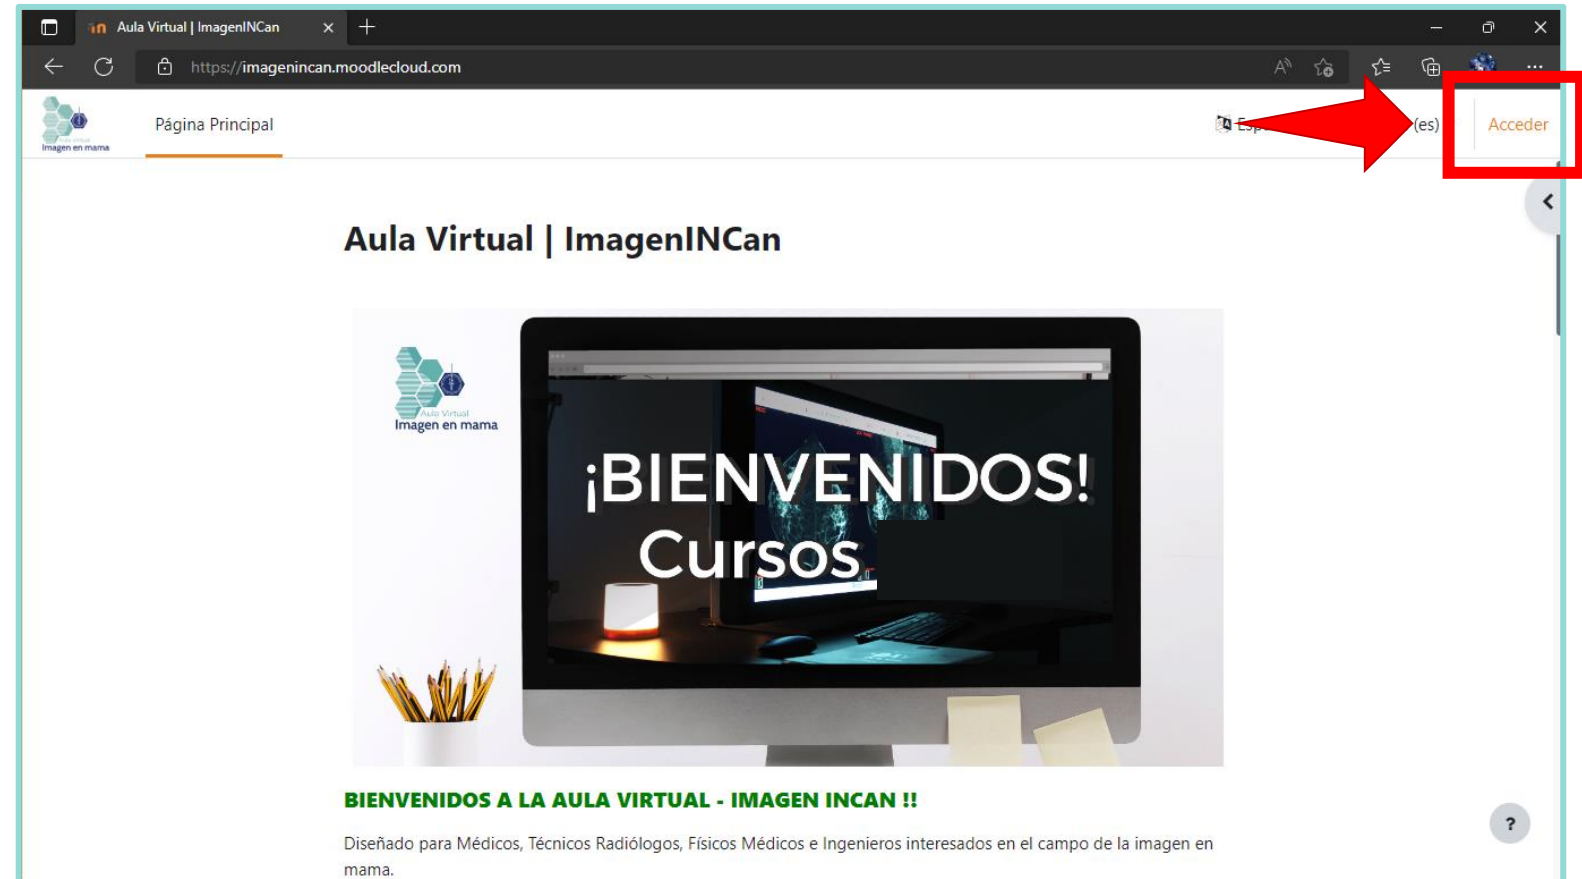 Aula Virtual | ImagenINCan
https://imagenincan.moodlecloud.com
Aula Virtual
Imagen en mama
Página Principal
(es)
Acceder
Aula Virtual | ImagenINCan
Aula Virtual
Imagen en mama
¡BIENVENIDOS!
Cursos
BIENVENIDOS A LA AULA VIRTUAL - IMAGEN INCAN !!
Diseñado para Médicos, Técnicos Radiólogos, Físicos Médicos e Ingenieros interesados en el campo de la imagen en
mama.
?